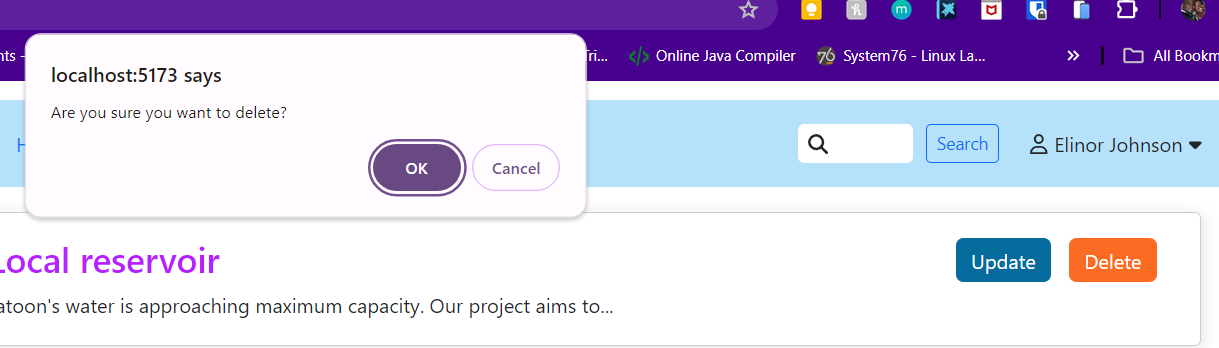 Tri...
Online Java Compiler
System76 - Linux La...
All Bookm
localhost:5173 says
Are you sure you want to delete?
OK
Cancel
Search
Elinor Johnson
Local reservoir
Update
Delete
atoon's water is approaching maximum capacity. Our project aims to...